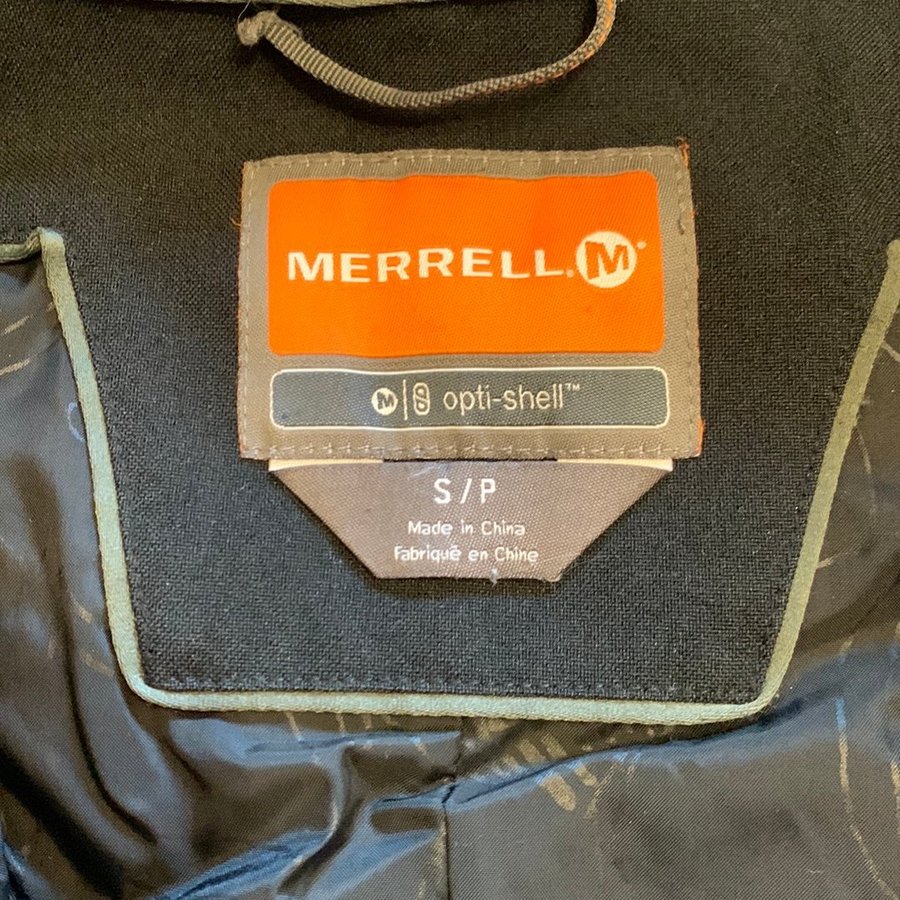 MERRELL. M
M opti-shell™
S / P
Made in China
Fabriqué en Chine